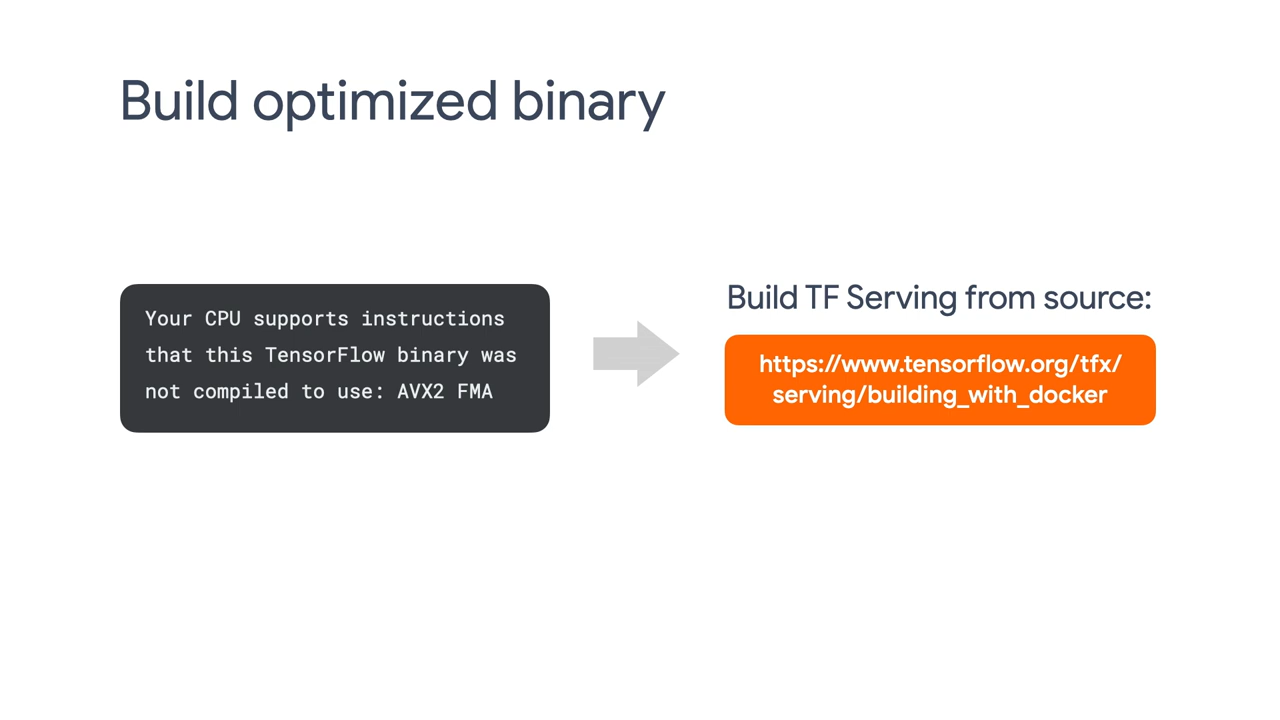 Build optimized binary
Your CPU supports instructions
that this TensorFlow binary was
not compiled to use: AVX2 FMA
Build TF Serving from source:
https://www.tensorflow.org/tfx/
serving/building_with_docker